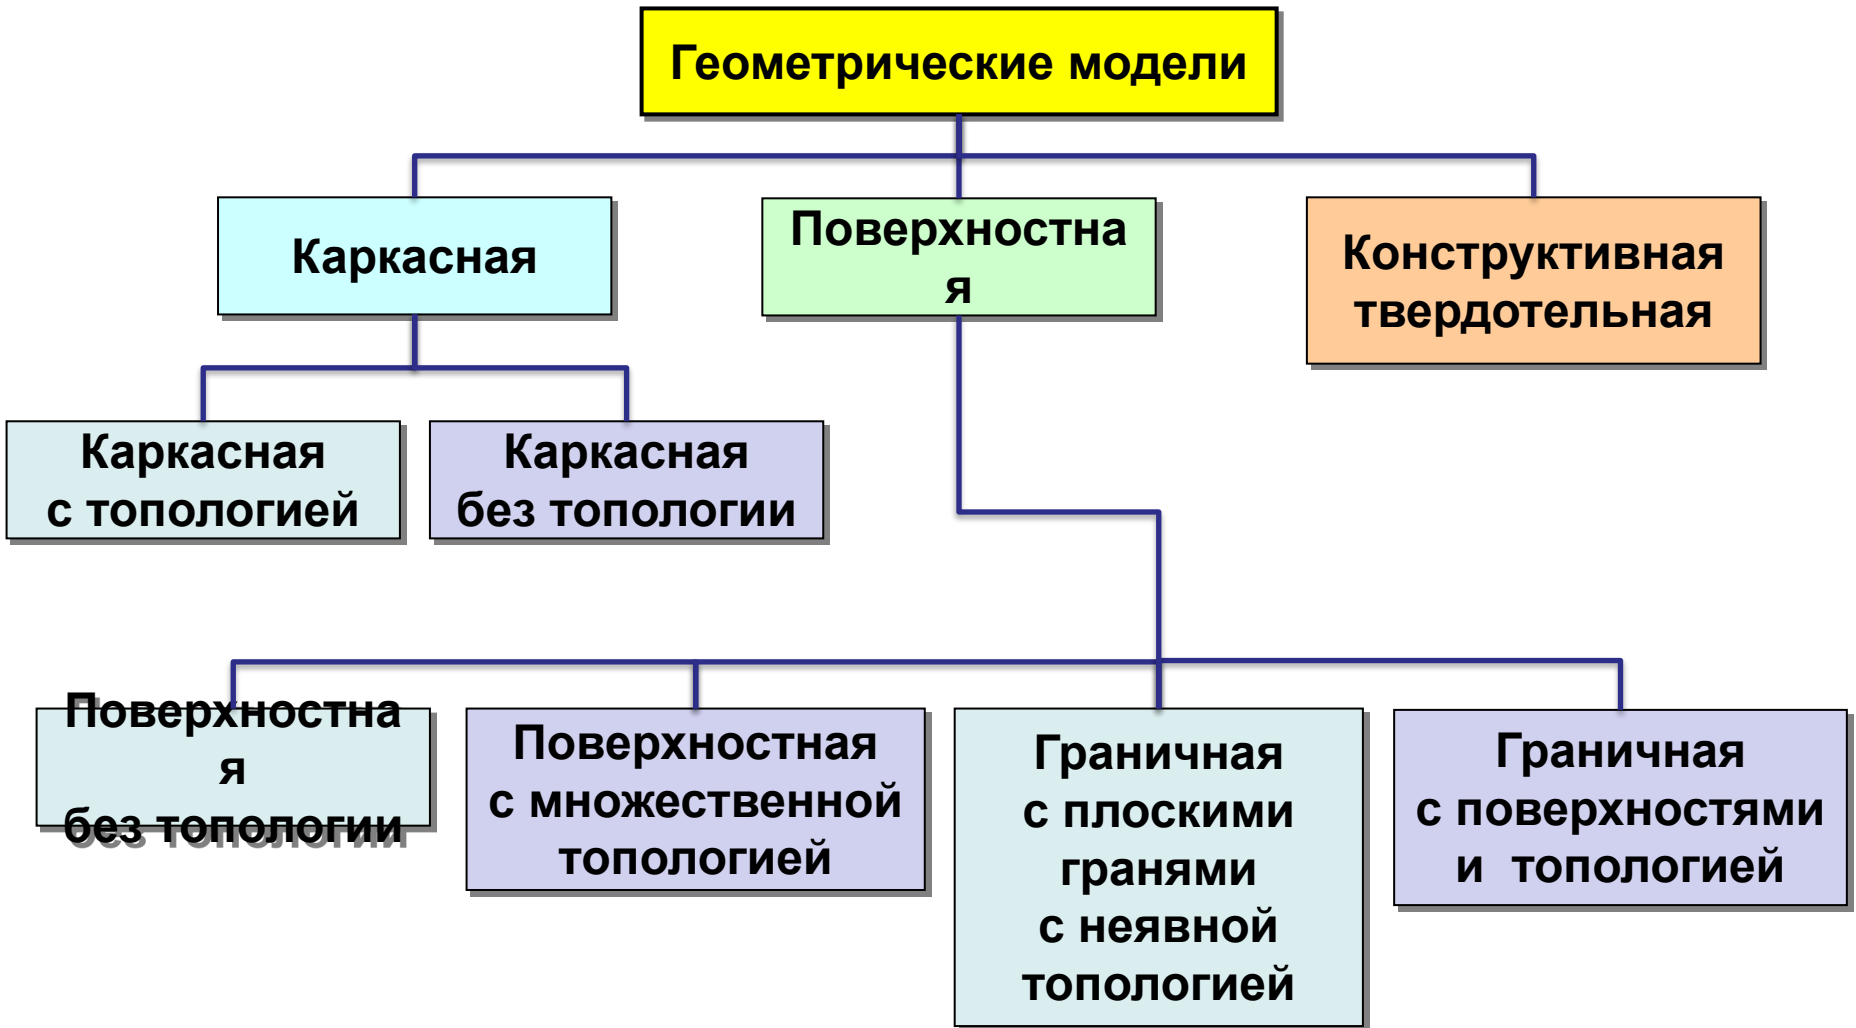 Геометрические модели
Каркасная
Поверхностна
я
Конструктивная
твердотельная
Каркасная
с топологией
Каркасная
без топологии
Поверхностна
я
без топологии
Поверхностная
с множественной
топологией
Граничная
с плоскими
гранями
с неявной
топологией
Граничная
с поверхностями
и топологией